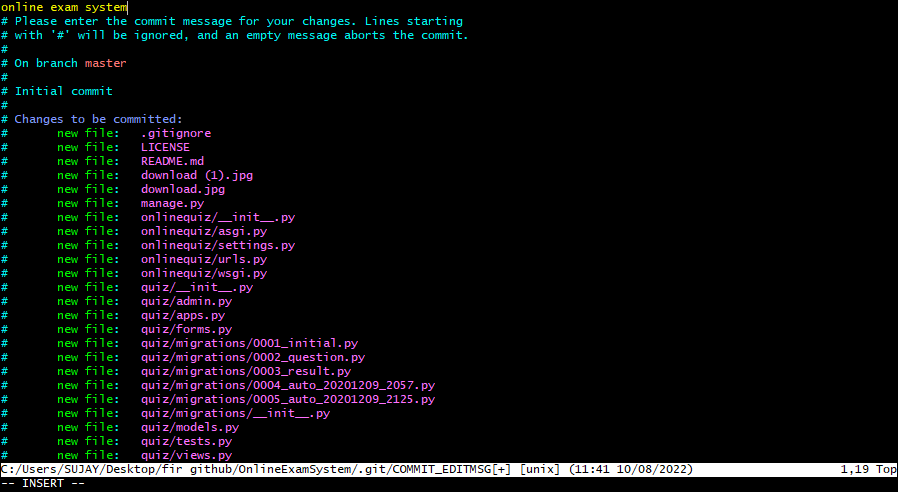 online exam system
# Please enter the commit message for your changes. Lines starting
# with '#' will be ignored, and an empty message aborts the commit.
#
# On branch master
#
# Initial commit
#
# Changes to be committed:
#       new file:   .gitignore
#       new file:   LICENSE
#       new file:   README.md
#       new file:   download (1).jpg
#       new file:   download.jpg
#       new file:   manage.py
#       new file:   onlinequiz/__init__.py
#       new file:   onlinequiz/asgi.py
#       new file:   onlinequiz/settings.py
#       new file:   onlinequiz/urls.py
#       new file:   onlinequiz/wsgi.py
#       new file:   quiz/__init__.py
#       new file:   quiz/admin.py
#       new file:   quiz/apps.py
#       new file:   quiz/forms.py
#       new file:   quiz/migrations/0001_initial.py
#       new file:   quiz/migrations/0002_question.py
#       new file:   quiz/migrations/0003_result.py
#       new file:   quiz/migrations/0004_auto_20201209_2057.py
#       new file:   quiz/migrations/0005_auto_20201209_2125.py
#       new file:   quiz/migrations/__init__.py
#       new file:   quiz/models.py
#       new file:   quiz/tests.py
#       new file:   quiz/views.py
C:/Users/SUJAY/Desktop/fir github/OnlineExamSystem/.git/COMMIT_EDITMSG[+] [unix] (11:41 10/08/2022) 1,19 Top
-- INSERT --